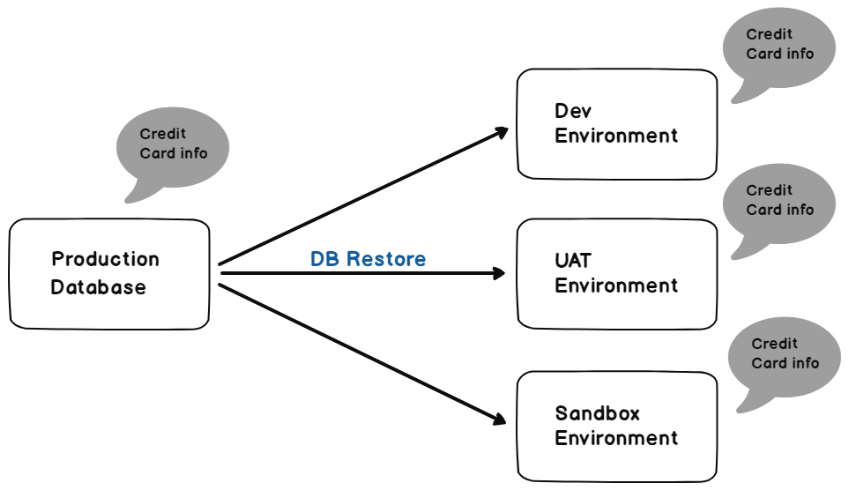 Credit
Card info
Production
Database
DB Restore
Credit
Card info
Dev
Environment
Credit
Card info
UAT
Environment
Credit
Card info
Sandbox
Environment